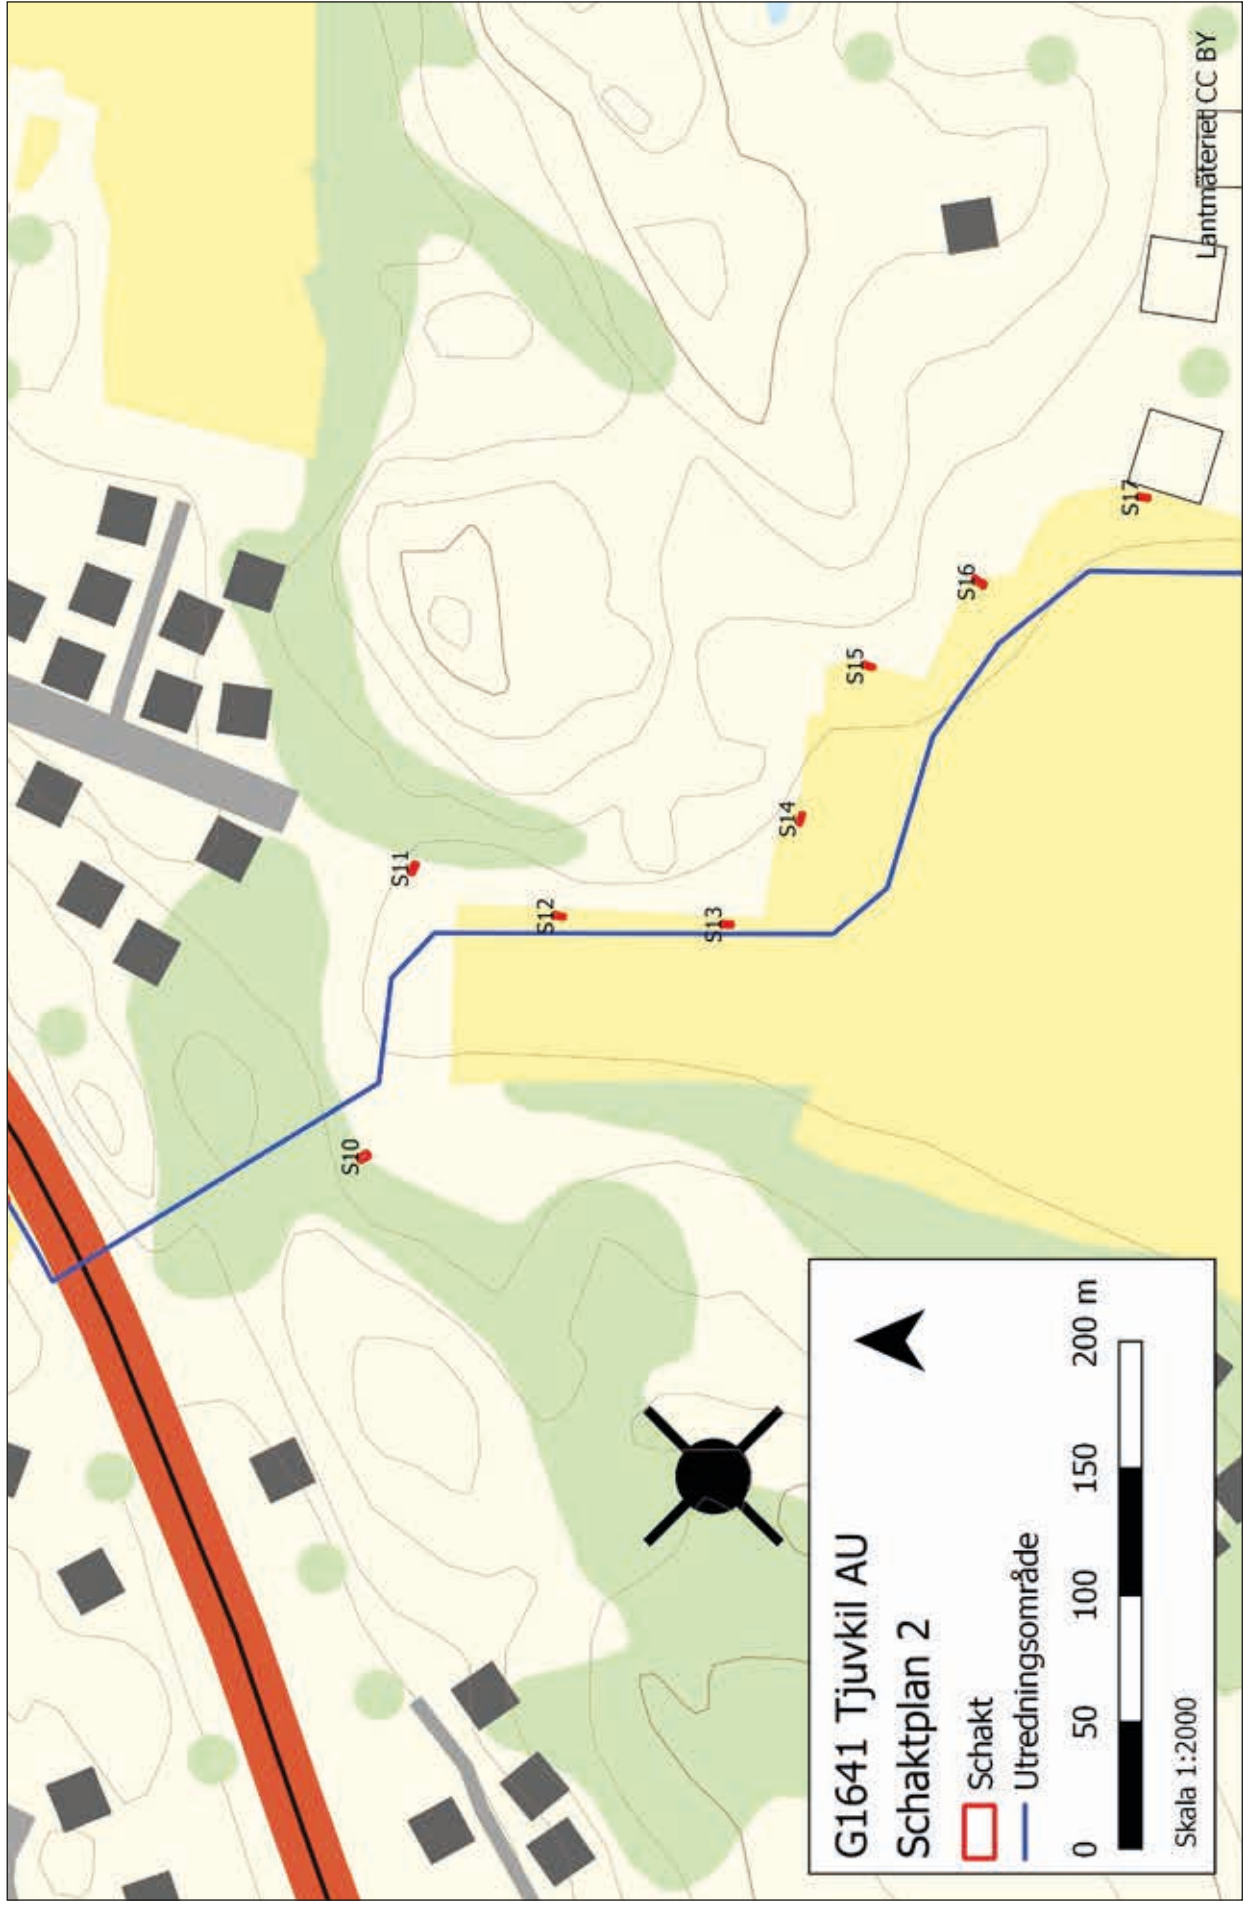 S10
S11
S12
S13
S14
S15
S16
S17
G1641 Tjuvkil AU
Schaktplan 2
Schakt
Utredningsområde
0 50 100 150 200 m
Skala 1:2000
Lantmäteriet CC BY